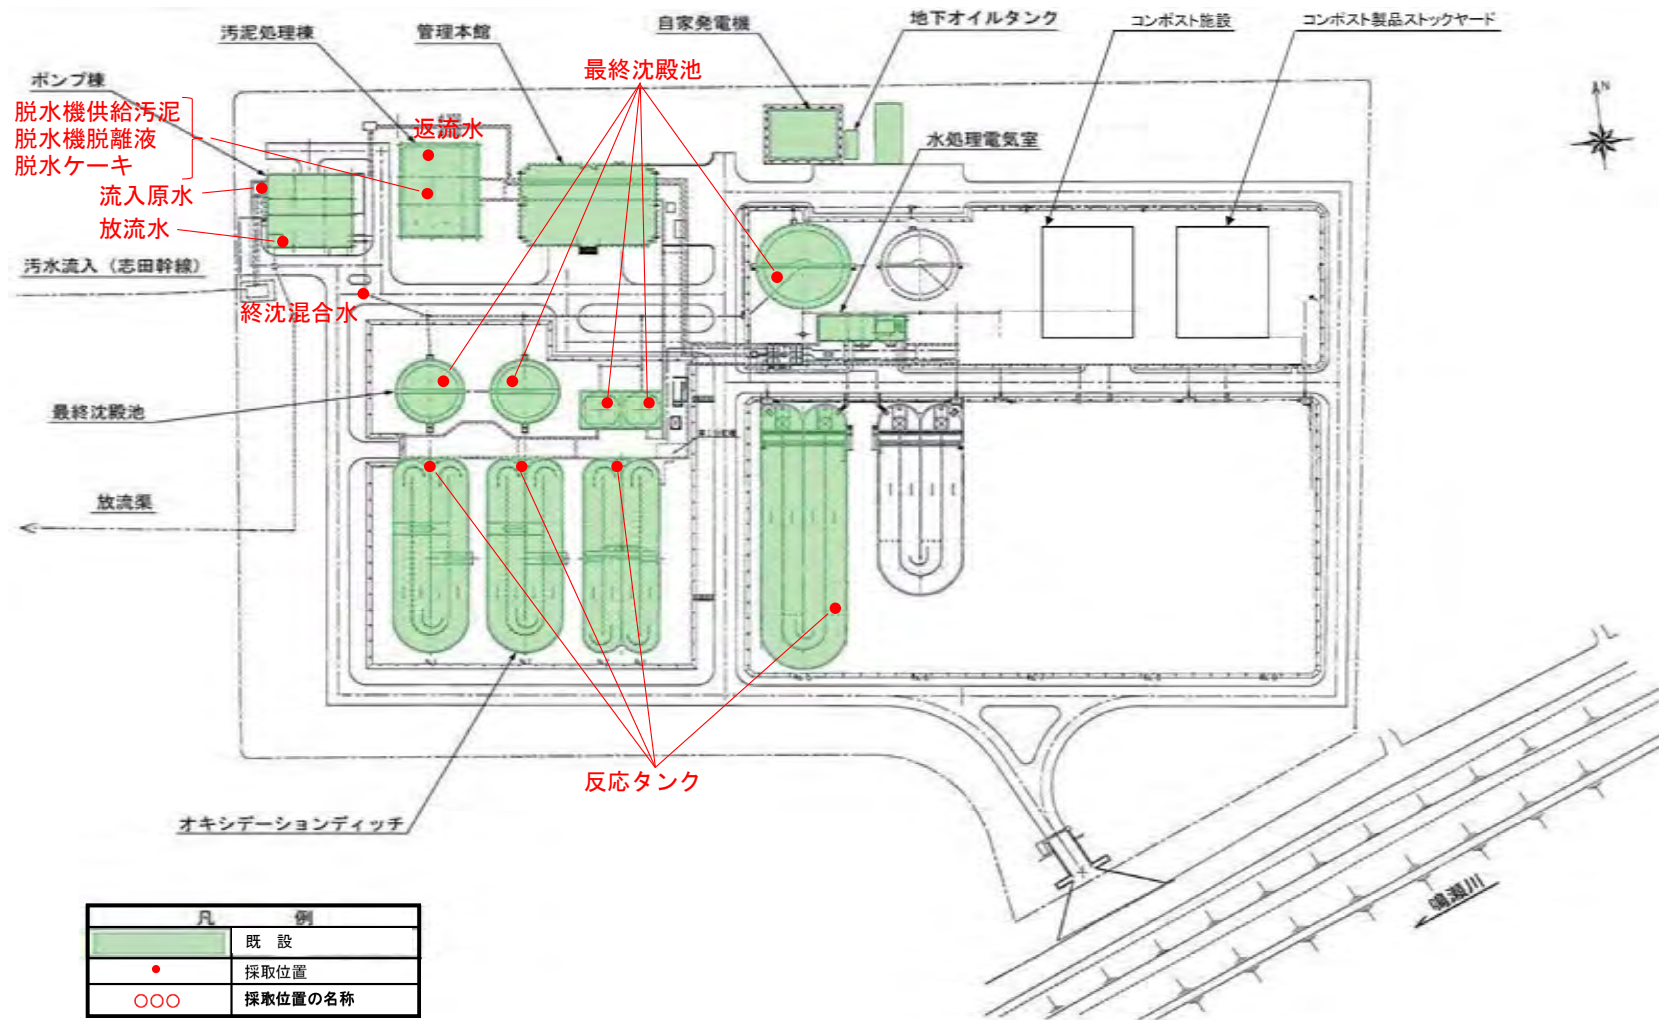 汚泥処理棟
管理本館
自家発電機
地下オイルタンク
コンポスト施設
コンポスト製品ストックヤード
最終沈殿池
ポンプ棟
脱水機供給汚泥
脱水機脱離液
脱水ケーキ
返流水
水処理電気室
N
流入原水
放流水
汚水流入（志田幹線）
終沈混合水
最終沈殿池
放流渠
反応タンク
オキシデーションディッチ
鳴瀬川
凡 例
既 設
採取位置
○○○
採取位置の名称